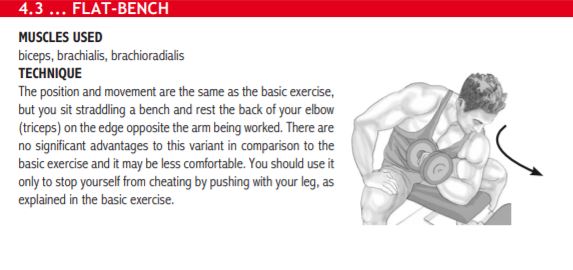 4.3 ... FLAT-BENCH
MUSCLES USED
biceps, brachialis, brachioradialis
TECHNIQUE
The position and movement are the same as the basic exercise,
but you sit straddling a bench and rest the back of your elbow
(triceps) on the edge opposite the arm being worked. There are
no significant advantages to this variant in comparison to the
basic exercise and it may be less comfortable. You should use it
only to stop yourself from cheating by pushing with your leg, as
explained in the basic exercise.